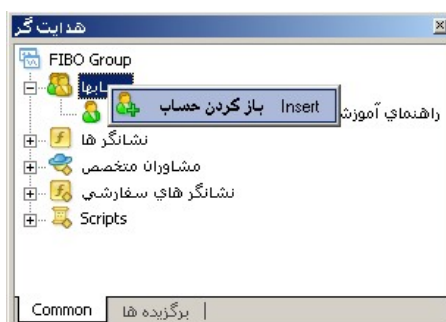 هدايت گر
FIBO Group
باز كردن حساب Insert
راهنماي آموزش
نشانگر ها
مشاوران متخصص
نشانگر هاي سفارشي
Scripts
Common برگزيده ها